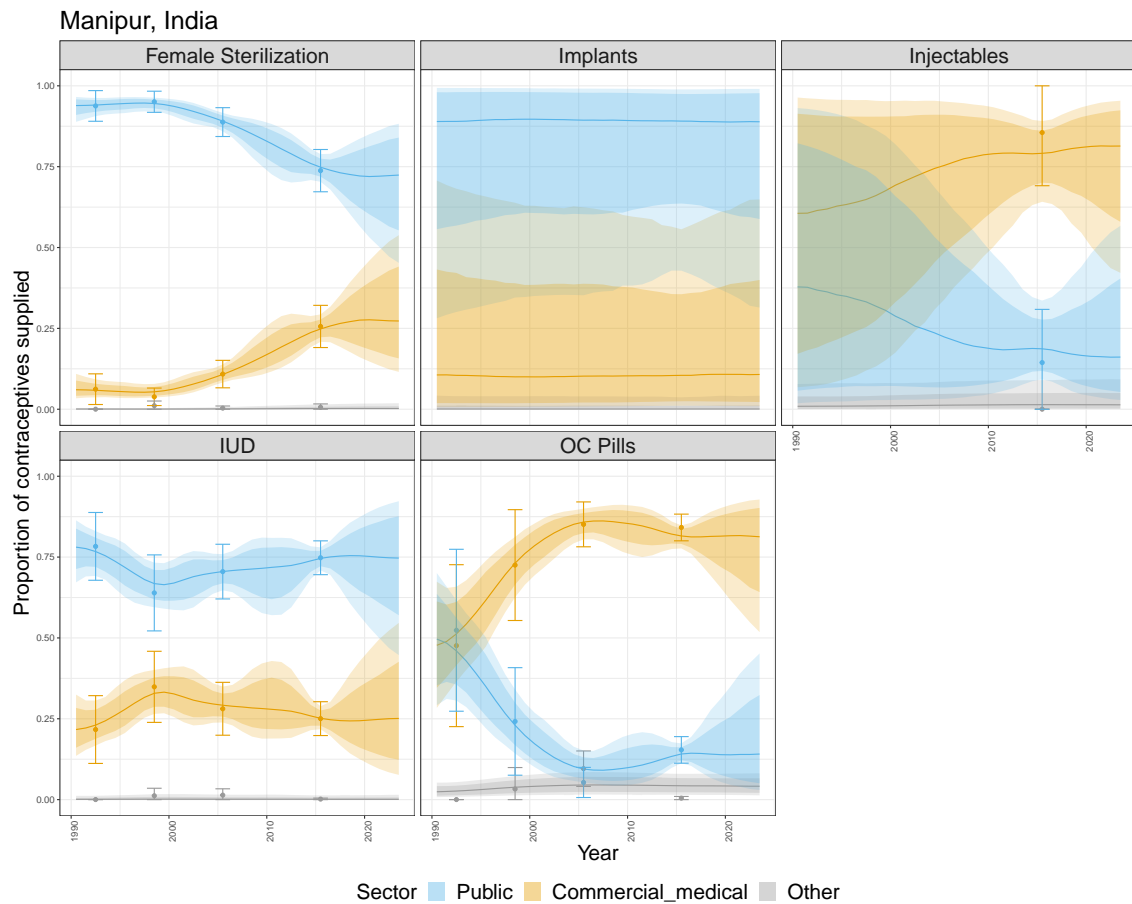 Manipur, India
Female Sterilization
Implants
Injectables
1.00
0.75
0.50
0.25
0.00
1990
2000
2010
2020
IUD
OC Pills
1.00
0.75
0.50
0.25
0.00
1990
2000
2010
2020
1990
2000
2010
2020
Proportion of contraceptives supplied
Year
Sector Public Commercial_medical Other